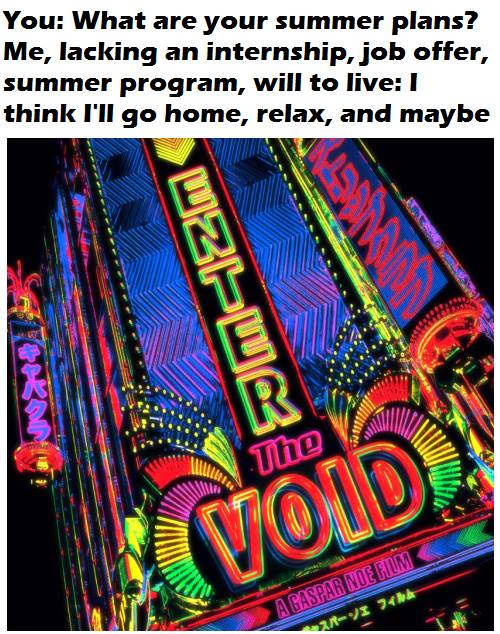 You: What are your summer plans?
Me, lacking an internship, job offer,
summer program, will to live: I
think I'll go home, relax, and maybe
ENTER
The
VOID
キャバクラ
A GASPAR NOE FILM